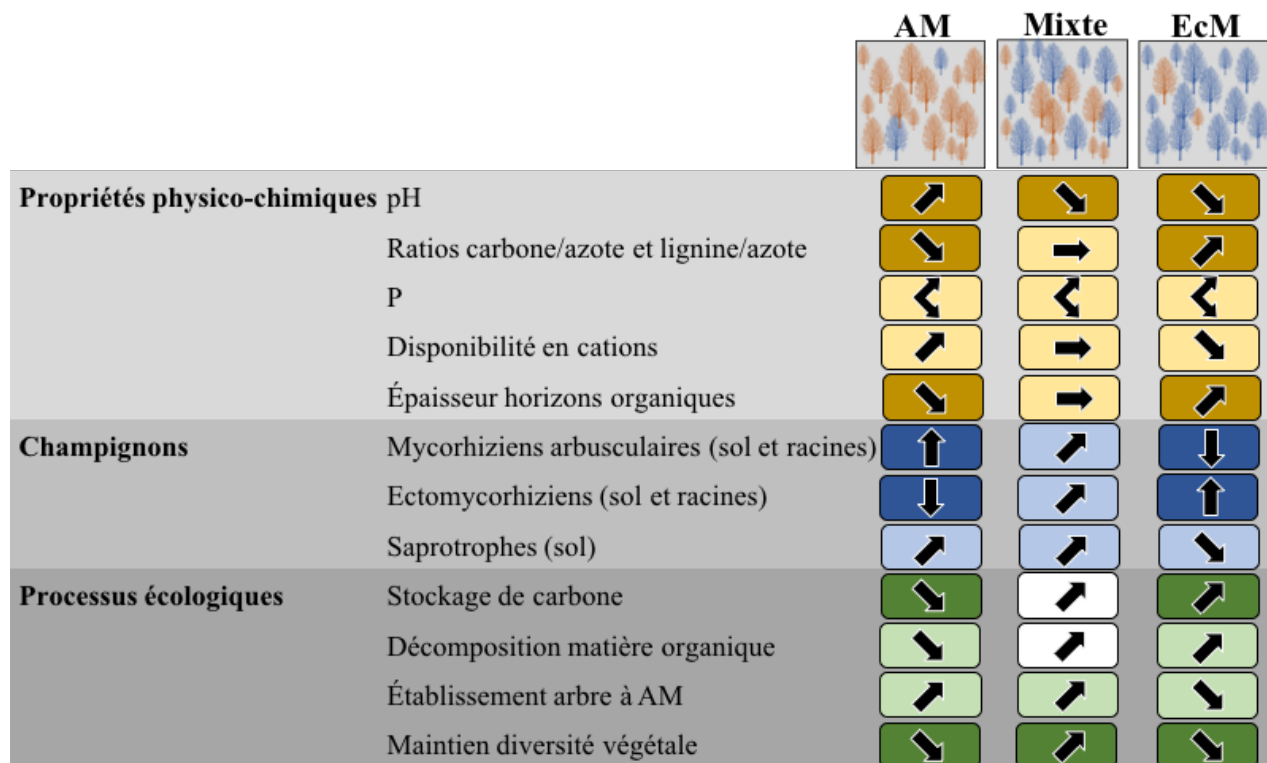 AM Mixte EcM
Propriétés physico-chimiques pH
Ratios carbone/azote et lignine/azote
P
Disponibilité en cations
Épaisseur horizons organiques
Champignons Mycorhiziens arbusculaires (sol et racines)
Ectomycorhiziens (sol et racines)
Saprotrophes (sol)
Processus écologiques Stockage de carbone
Décomposition matière organique
Établissement arbre à AM
Maintien diversité végétale